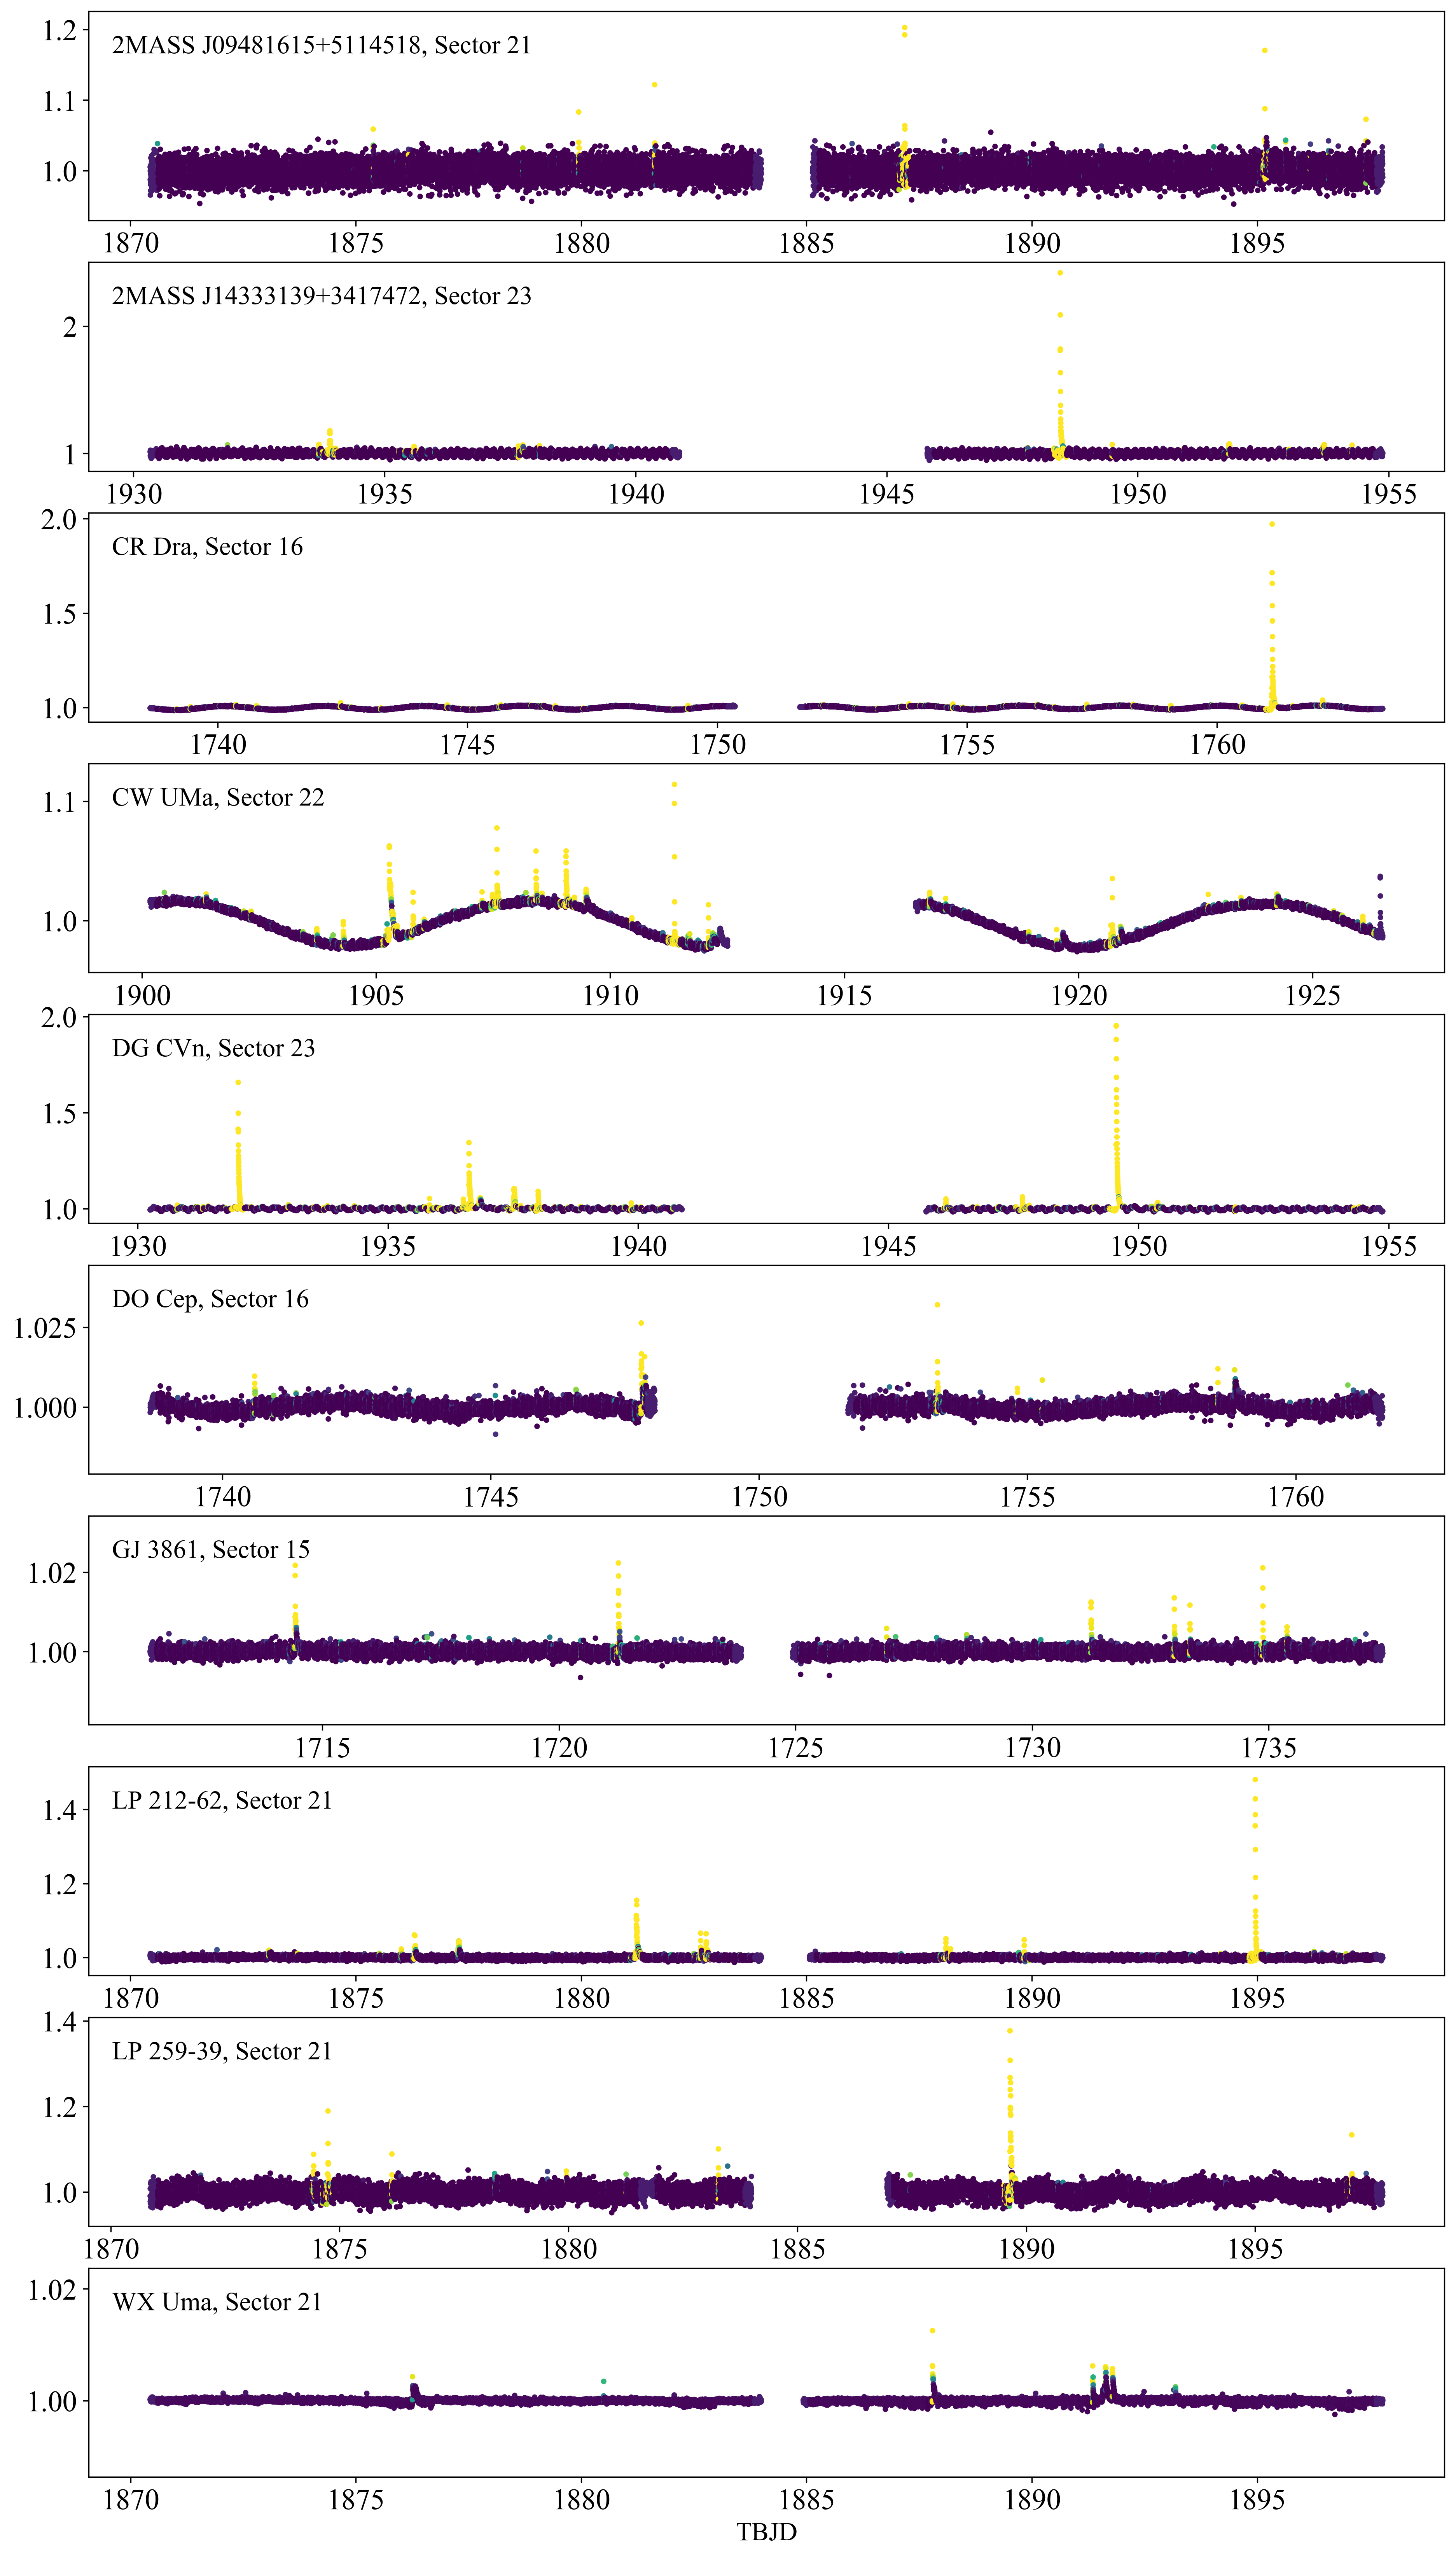 1.2
1.1
1.0
2MASS J09481615+5114518, Sector 21
1870 1875 1880 1885 1890 1895
2
1
2MASS J14333139+3417472, Sector 23
1930 1935 1940 1945 1950 1955
2.0
1.5
1.0
CR Dra, Sector 16
1740 1745 1750 1755 1760
1.1
1.0
CW UMa, Sector 22
1900 1905 1910 1915 1920 1925
2.0
1.5
1.0
DG CVn, Sector 23
1930 1935 1940 1945 1950 1955
1.025
1.000
DO Cep, Sector 16
1740 1745 1750 1755 1760
1.02
1.00
GJ 3861, Sector 15
1715 1720 1725 1730 1735
1.4
1.2
1.0
LP 212-62, Sector 21
1870 1875 1880 1885 1890 1895
1.4
1.2
1.0
LP 259-39, Sector 21
1870 1875 1880 1885 1890 1895
1.02
1.00
WX Uma, Sector 21
1870 1875 1880 1885 1890 1895
TBJD